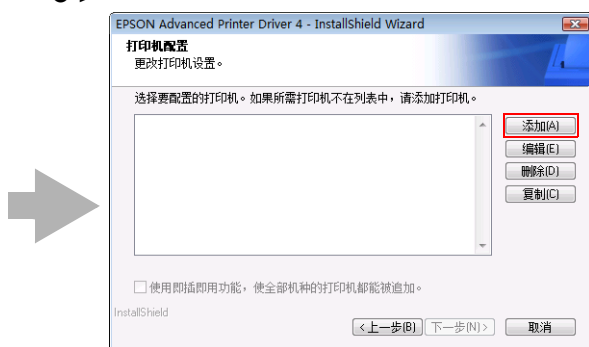 EPSON Advanced Printer Driver 4 - InstallShield Wizard
打印机配置
更改打印机设置。
选择要配置的打印机。如果所需打印机不在列表中，请添加打印机。
添加(A)
编辑(E)
删除(D)
复制(C)
使用即插即用功能，使全部机种的打印机都能被追加。
InstallShield
<上一步(B)
下一步(N)>
取消